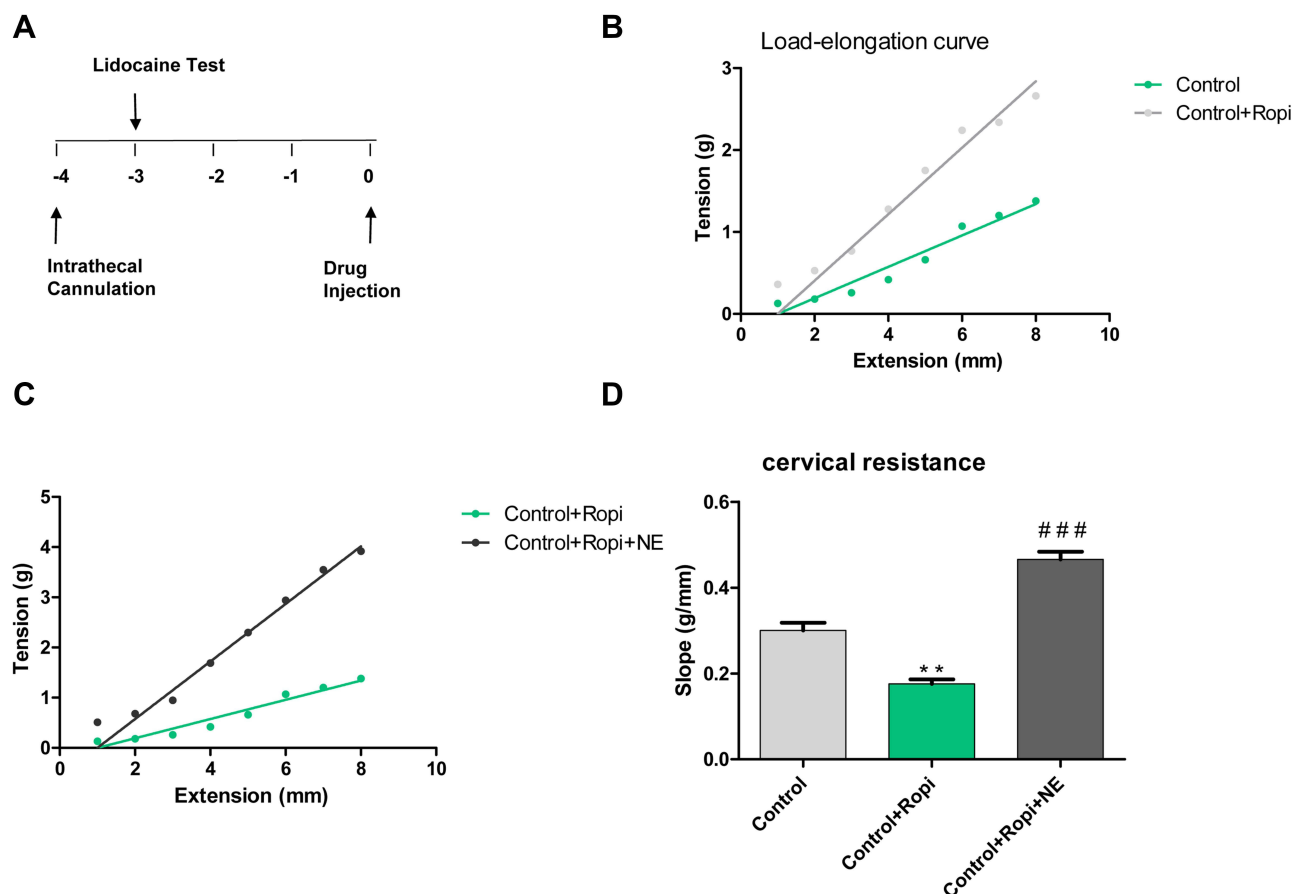 A
Lidocaine Test
-4 -3 -2 -1 0
Intrathecal
Cannulation
Drug
Injection
B
Load-elongation curve
Tension (g)
3
2
1
0
0 2 4 6 8 10
Extension (mm)
Control
Control+Ropi
C
Tension (g)
5
4
3
2
1
0
0 2 4 6 8 10
Extension (mm)
Control+Ropi
Control+Ropi+NE
D
cervical resistance
Slope (g/mm)
0.6
0.4
0.2
0.0
* *
# # #
Control
Control+Ropi
Control+Ropi+NE